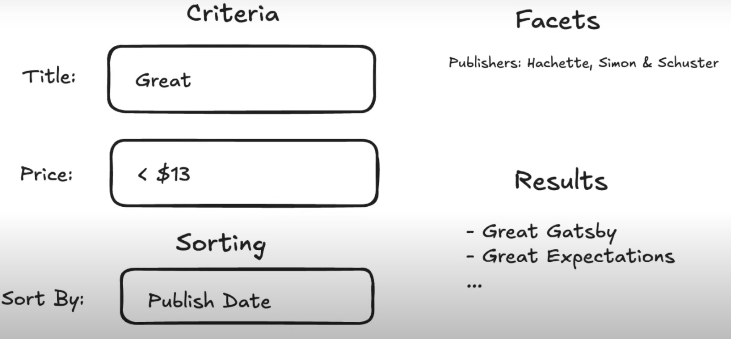 Criteria
Title:
Great
Price:
< $13
Sorting
Sort By:
Publish Date
Facets
Publishers: Hachette, Simon & Schuster
Results
- Great Gatsby
- Great Expectations
...